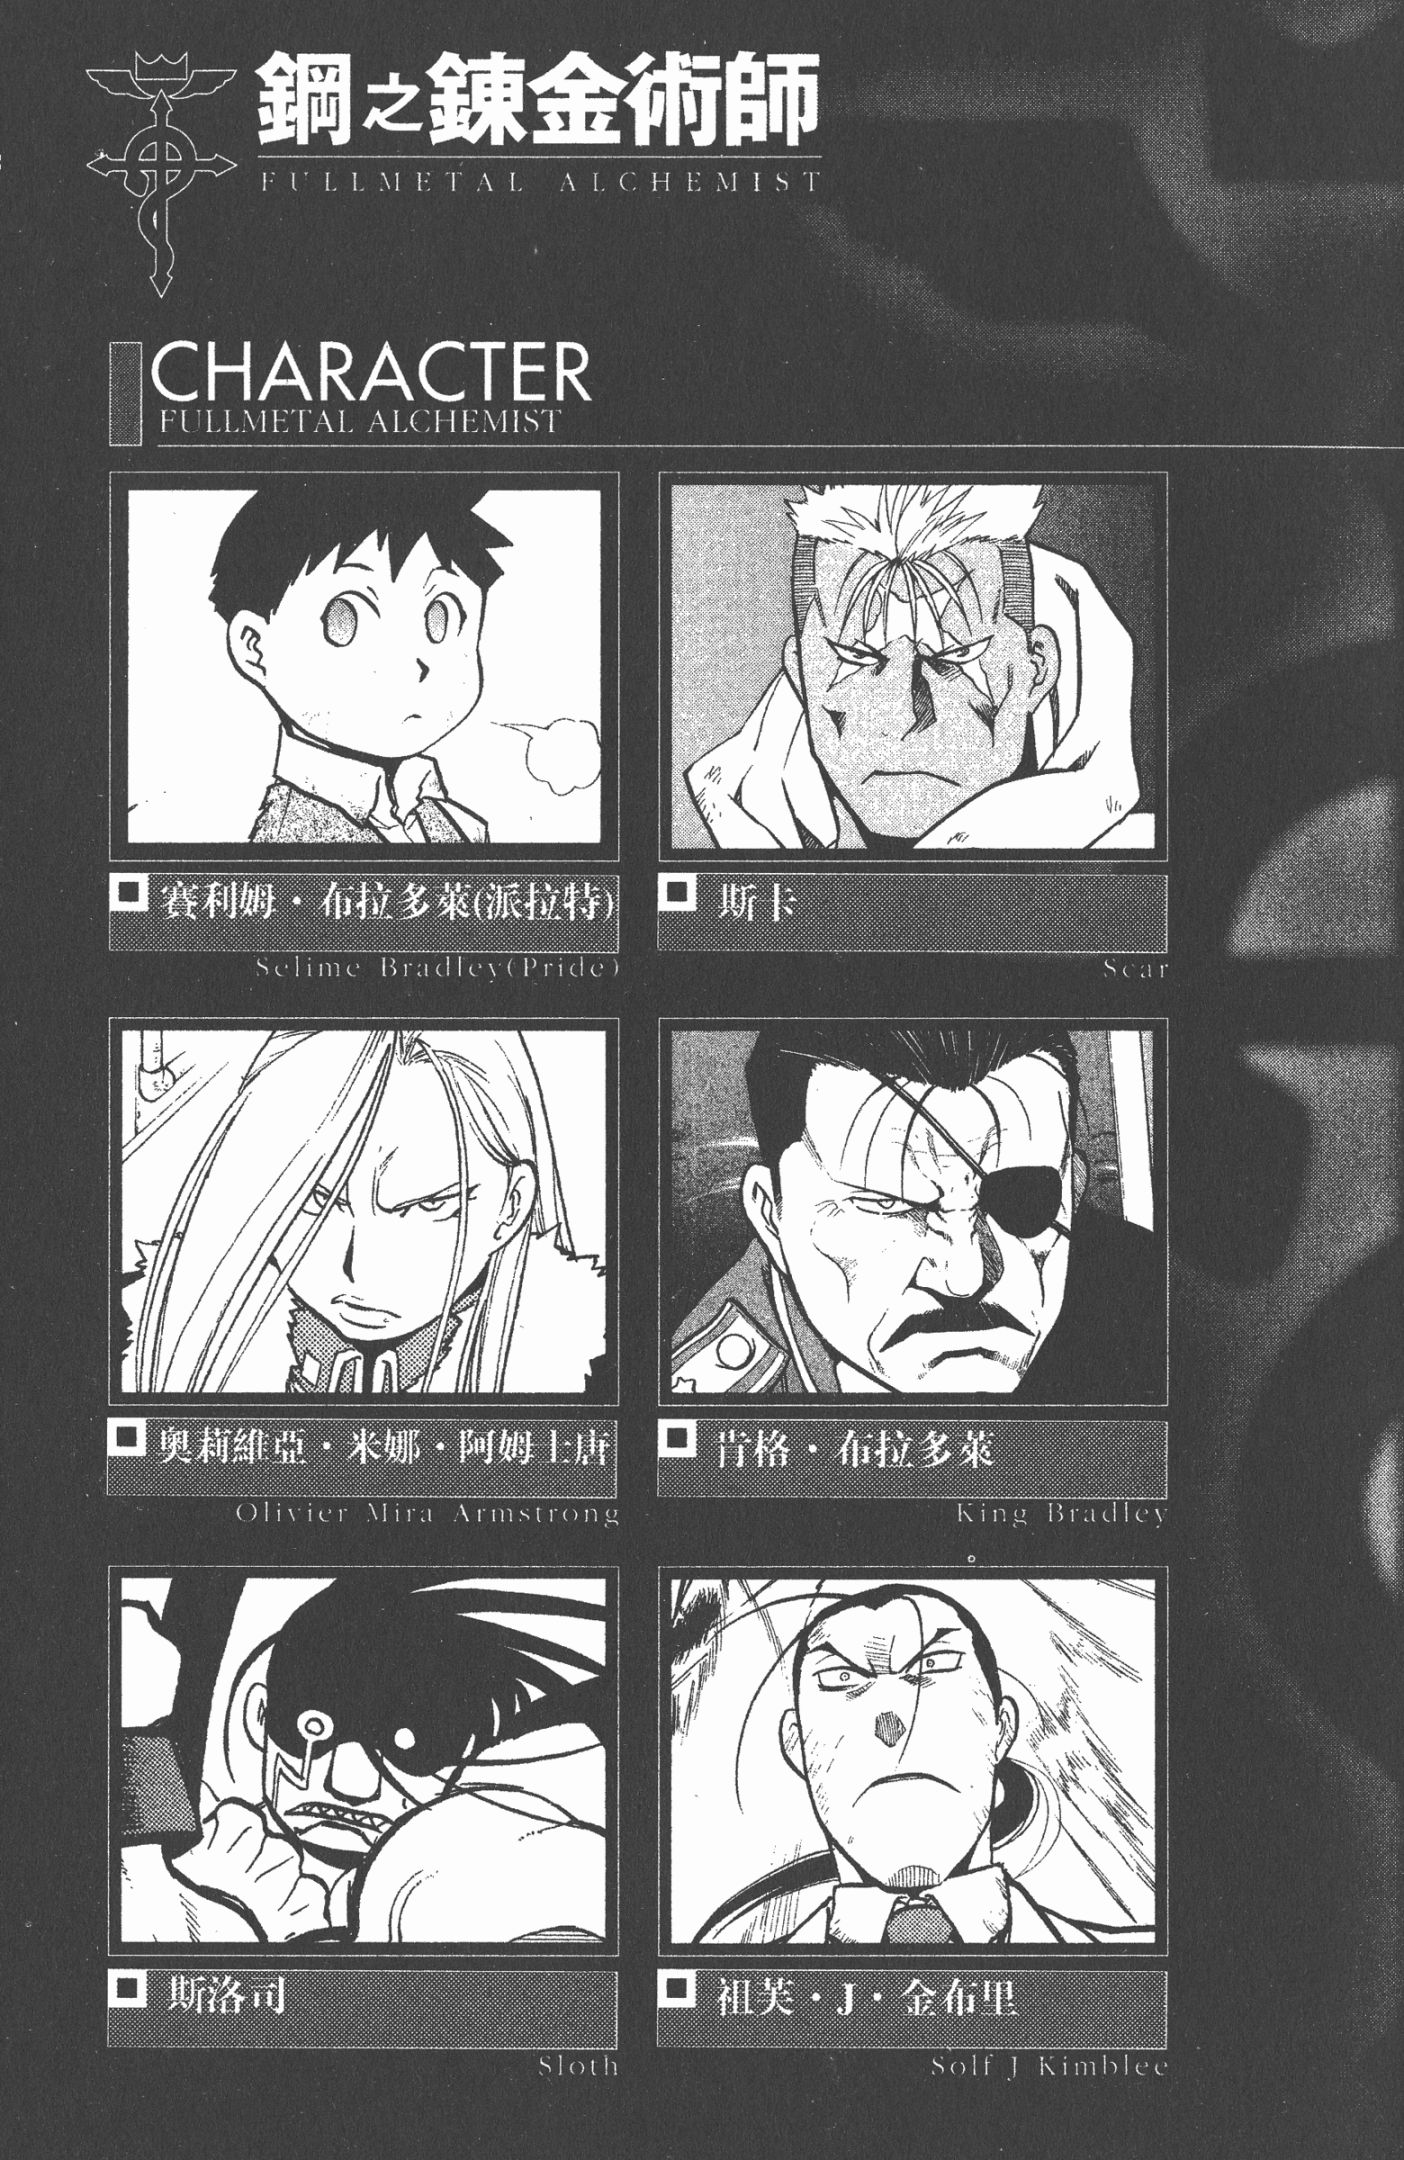 鋼之錬金術師
FULLMETAL ALCHEMIST
CHARACTER
FULLMETAL ALCHEMIST
賽利姆・布拉多萊(派拉特)
Selime Bradley(Pride)
斯卡
Scar
奧莉維亞・米娜・阿姆士唐
Olivier Mira Armstrong
肯格・布拉多萊
King Bradley
斯洛司
Sloth
祖芙・J・金布里
Solf J Kimblee